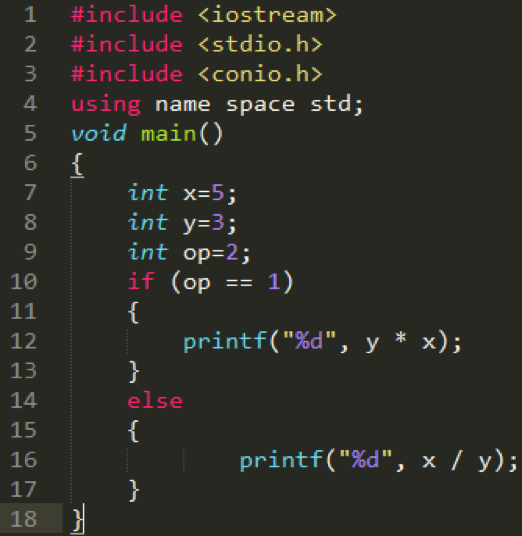 1 #include <iostream>
2 #include <stdio.h>
3 #include <conio.h>
4 using name space std;
5 void main()
6 {
7 int x=5;
8 int y=3;
9 int op=2;
10 if (op == 1)
11 {
12 printf("%d", y * x);
13 }
14 else
15 {
16 printf("%d", x / y);
17 }
18 }